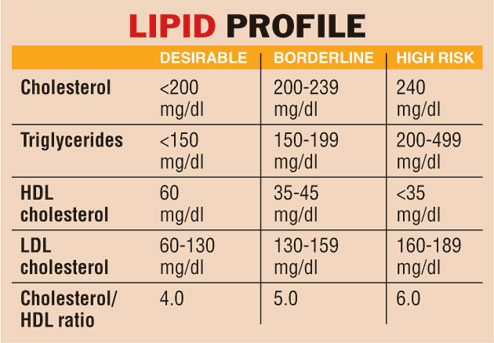 LIPID PROFILE
DESIRABLE BORDERLINE HIGH RISK
Cholesterol <200 200-239 240
mg/dl mg/dl mg/dl
Triglycerides <150 150-199 200-499
mg/dl mg/dl mg/dl
HDL 60 35-45 <35
cholesterol mg/dl mg/dl mg/dl
LDL 60-130 130-159 160-189
cholesterol mg/dl mg/dl mg/dl
Cholesterol/ 4.0 5.0 6.0
HDL ratio